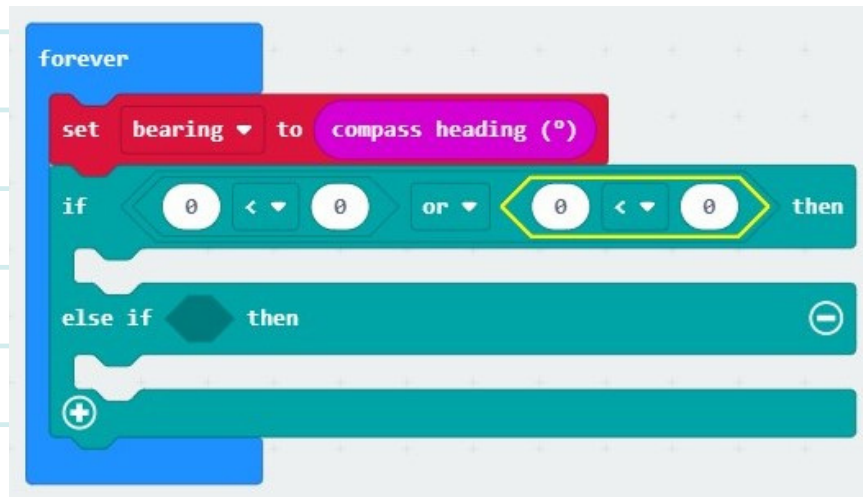 forever
set bearing to compass heading (°)
if 0 < 0 or 0 < 0 then
else if then